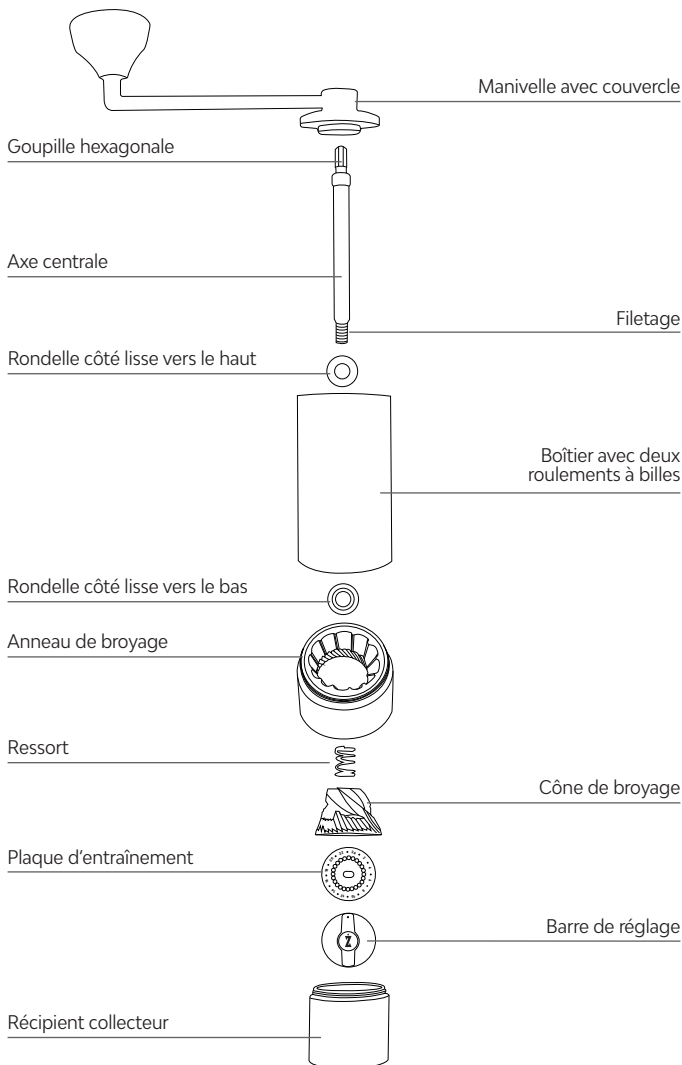 Manivelle avec couvercle
Goupille hexagonale
Axe centrale
Filetage
Rondelle côté lisse vers le haut
Boîtier avec deux
roulements à billes
Rondelle côté lisse vers le bas
Anneau de broyage
Ressort
Cône de broyage
Plaque d’entraînement
Barre de réglage
Z
Récipient collecteur